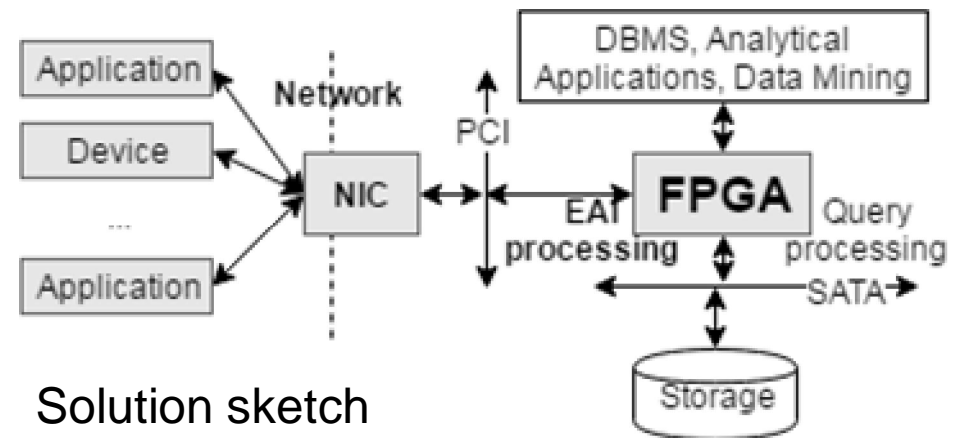 Application
Device
...
Application
Network
NIC
PCI
DBMS, Analytical
Applications, Data Mining
FPGA
EAI
processing
Query
processing
SATA
Storage
Solution sketch